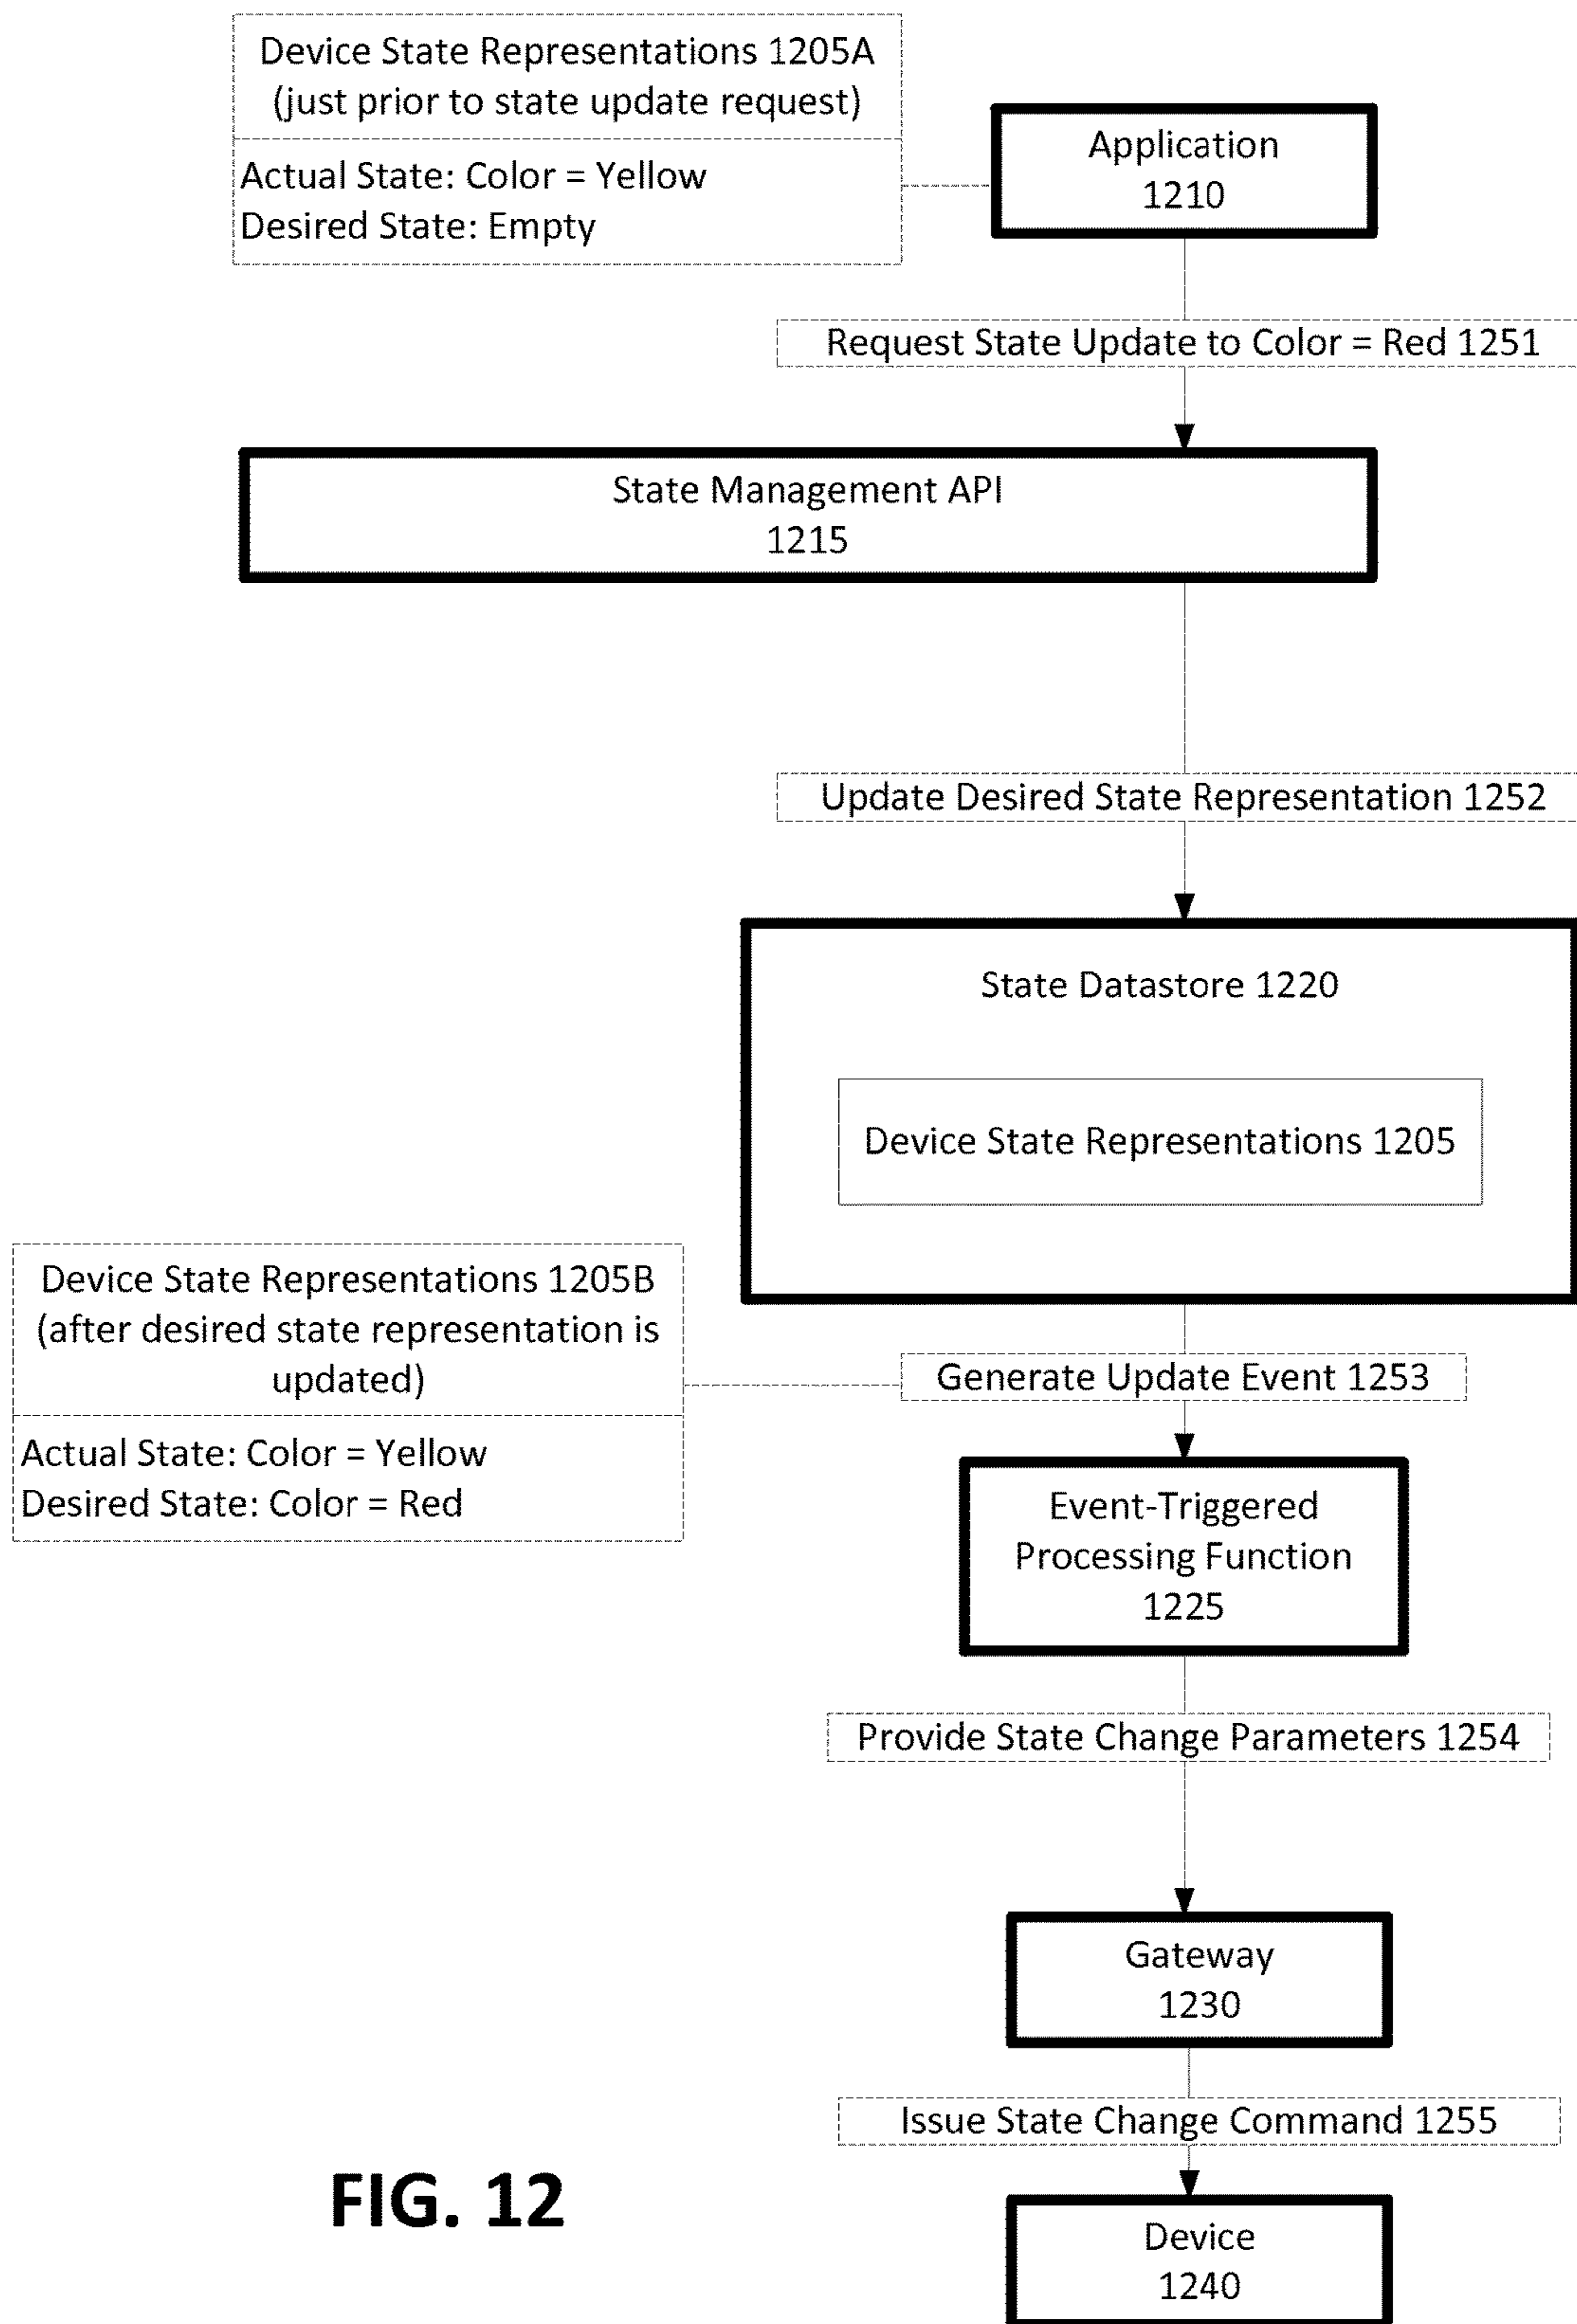 Device State Representations 1205A
(just prior to state update request)
Actual State: Color = Yellow
Desired State: Empty
Application
1210
Request State Update to Color = Red 1251
State Management API
1215
Update Desired State Representation 1252
State Datastore 1220
Device State Representations 1205
Device State Representations 1205B
(after desired state representation is
updated)
Actual State: Color = Yellow
Desired State: Color = Red
Generate Update Event 1253
Event-Triggered
Processing Function
1225
Provide State Change Parameters 1254
Gateway
1230
Issue State Change Command 1255
Device
1240
FIG. 12